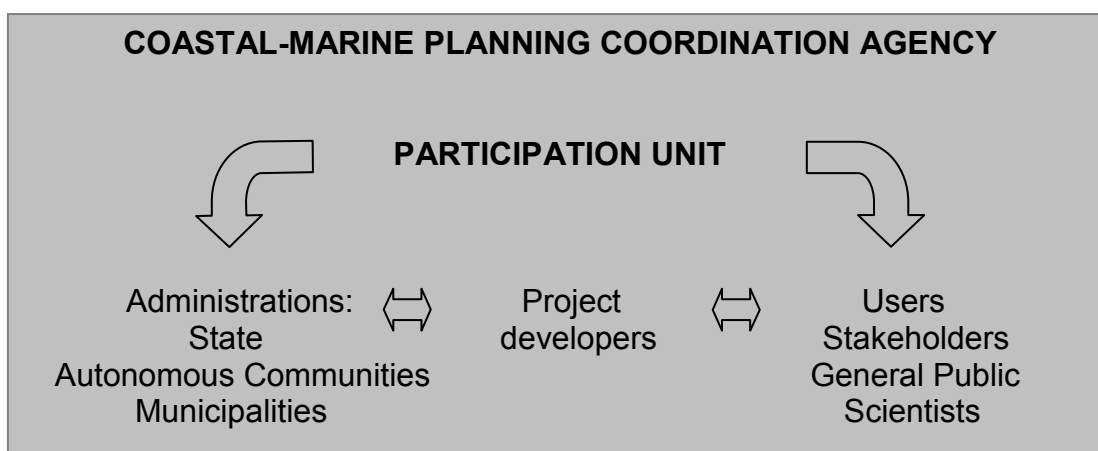 COASTAL-MARINE PLANNING COORDINATION AGENCY
PARTICIPATION UNIT
Administrations:
State
Autonomous Communities
Municipalities
Project
developers
Users
Stakeholders
General Public
Scientists